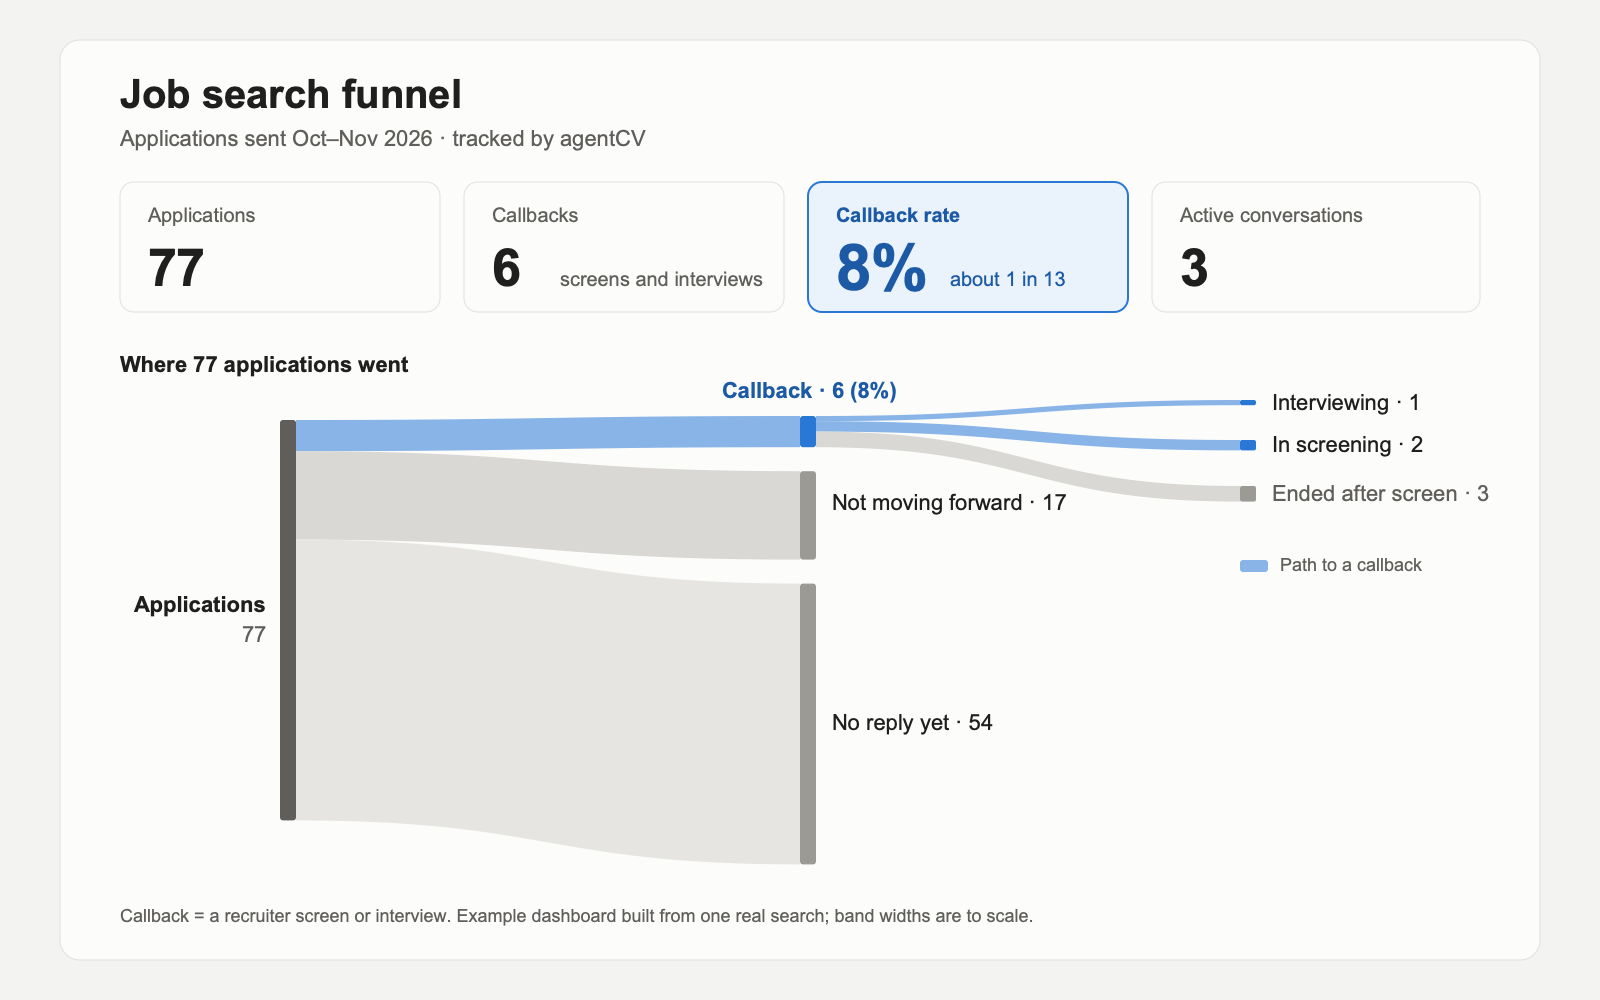 Job search funnel
Applications sent Oct–Nov 2026 · tracked by agentCV
Applications
77
Callbacks
6 screens and interviews
Callback rate
8% about 1 in 13
Active conversations
3
Where 77 applications went
Callback · 6 (8%)
Interviewing · 1
In screening · 2
Ended after screen · 3
Not moving forward · 17
Path to a callback
Applications
77
No reply yet · 54
Callback = a recruiter screen or interview. Example dashboard built from one real search; band widths are to scale.